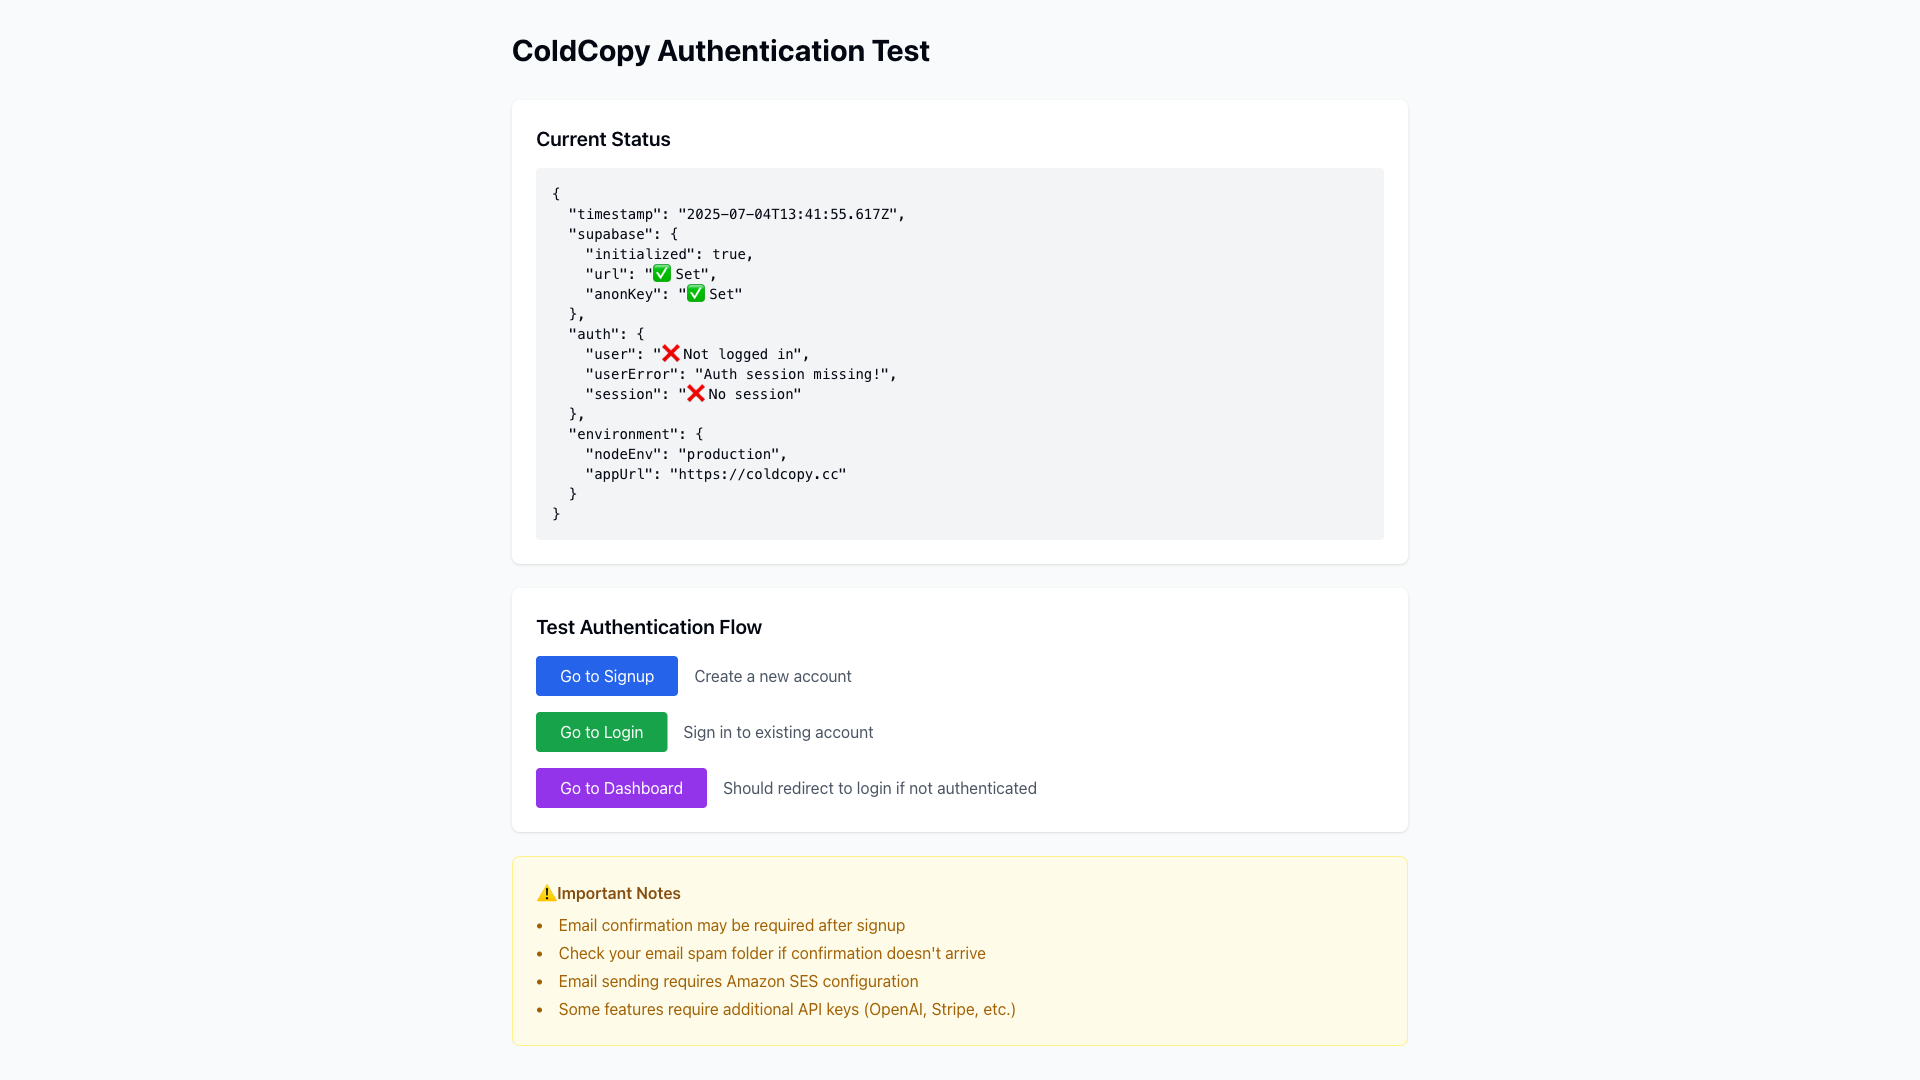 ColdCopy Authentication Test
Current Status
{
  "timestamp": "2025-07-04T13:41:55.617Z",
  "supabase": {
    "initialized": true,
    "url": "✅ Set",
    "anonKey": "✅ Set"
  },
  "auth": {
    "user": "❌ Not logged in",
    "userError": "Auth session missing!",
    "session": "❌ No session"
  },
  "environment": {
    "nodeEnv": "production",
    "appUrl": "https://coldcopy.cc"
  }
}
Test Authentication Flow
Go to Signup Create a new account
Go to Login Sign in to existing account
Go to Dashboard Should redirect to login if not authenticated
⚠️Important Notes
• Email confirmation may be required after signup
• Check your email spam folder if confirmation doesn't arrive
• Email sending requires Amazon SES configuration
• Some features require additional API keys (OpenAI, Stripe, etc.)